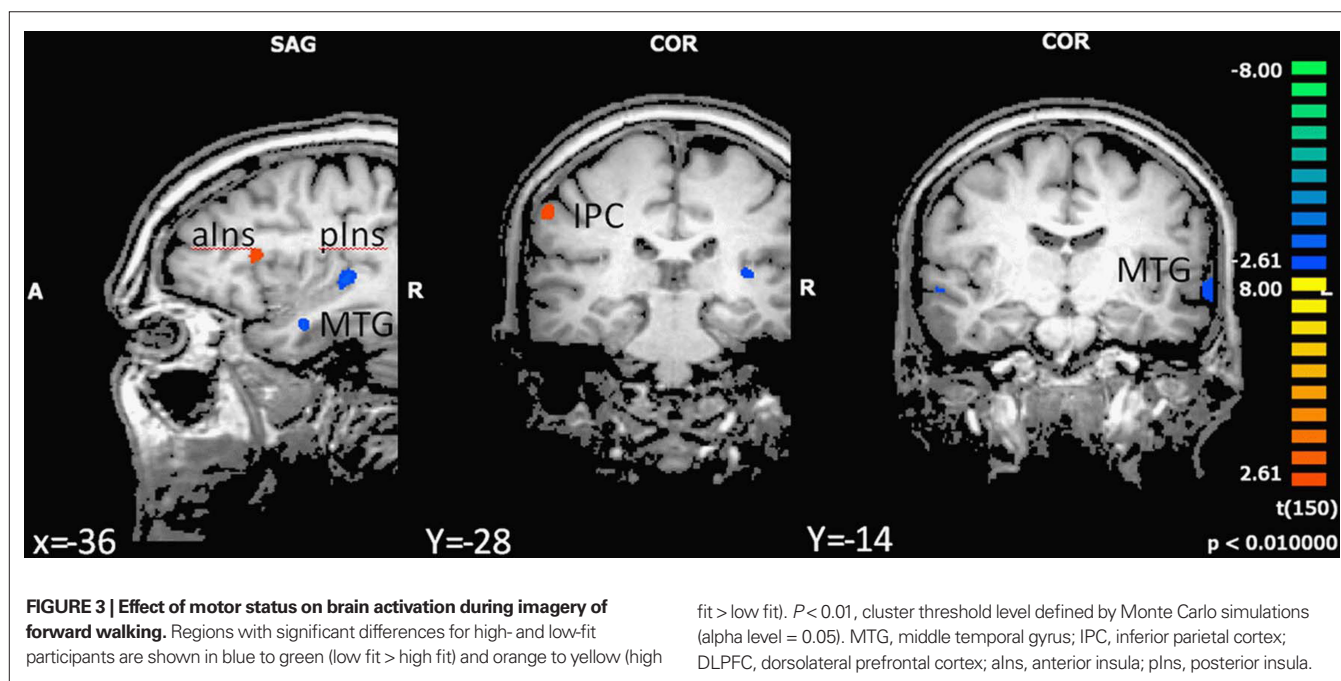 SAG
COR
COR
-8.00
aIns
pIns
IPC
MTG
-2.61
A
R
R
8.00
L
MTG
2.61
t(150)
x=-36
Y=-28
Y=-14
p < 0.010000
FIGURE 3 | Effect of motor status on brain activation during imagery of
forward walking. Regions with significant differences for high- and low-fit
participants are shown in blue to green (low fit > high fit) and orange to yellow (high
fit > low fit). P < 0.01, cluster threshold level defined by Monte Carlo simulations
(alpha level = 0.05). MTG, middle temporal gyrus; IPC, inferior parietal cortex;
DLPFC, dorsolateral prefrontal cortex; aIns, anterior insula; pIns, posterior insula.